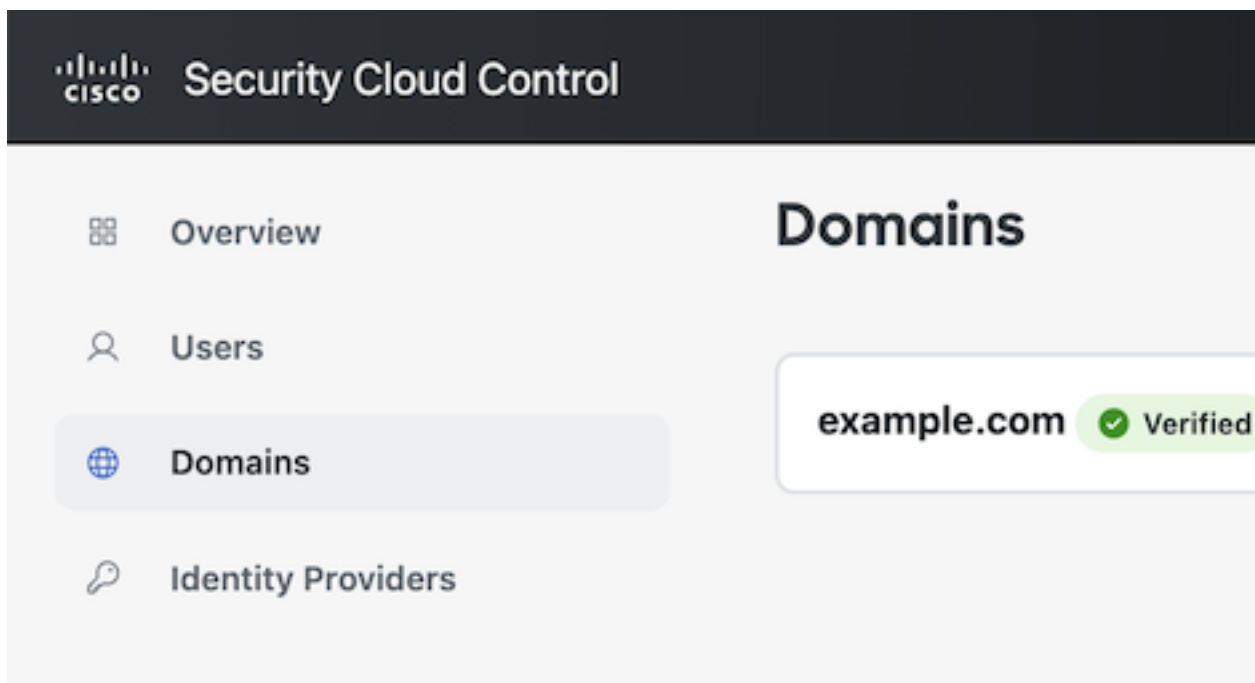 CISCO Security Cloud Control
Overview
Users
Domains
Identity Providers
Domains
example.com Verified